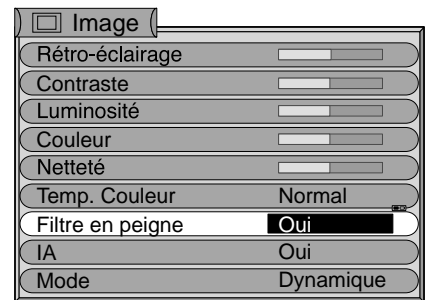 Image
Rétro-éclairage
Contraste
Luminosité
Couleur
Netteté
Temp. Couleur Normal
Filtre en peigne Oui
IA Oui
Mode Dynamique